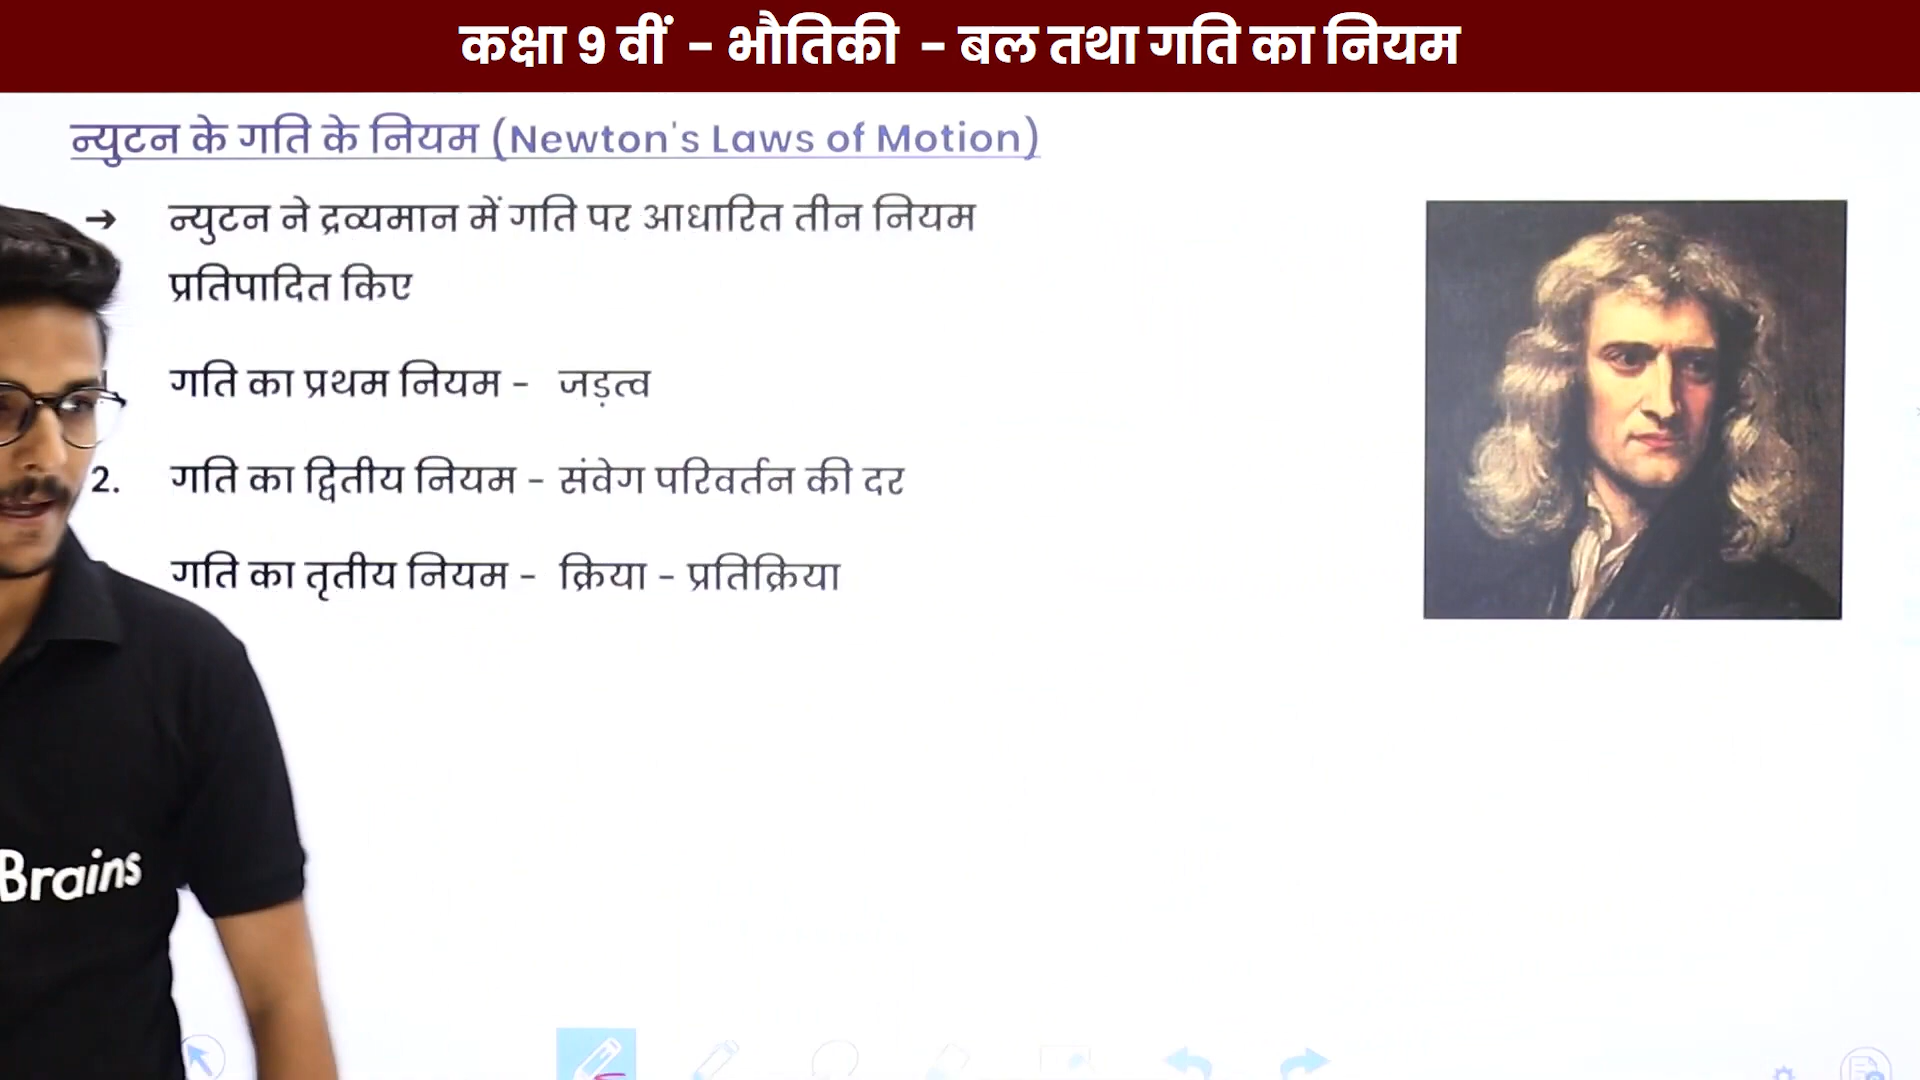 कक्षा 9 वीं - भौतिकी - बल तथा गति का नियम
न्युटन के गति के नियम (Newton's Laws of Motion)
→ न्युटन ने द्रव्यमान में गति पर आधारित तीन नियम
प्रतिपादित किए
गति का प्रथम नियम - जड़त्व
2. गति का द्वितीय नियम - संवेग परिवर्तन की दर
गति का तृतीय नियम - क्रिया - प्रतिक्रिया
Brains